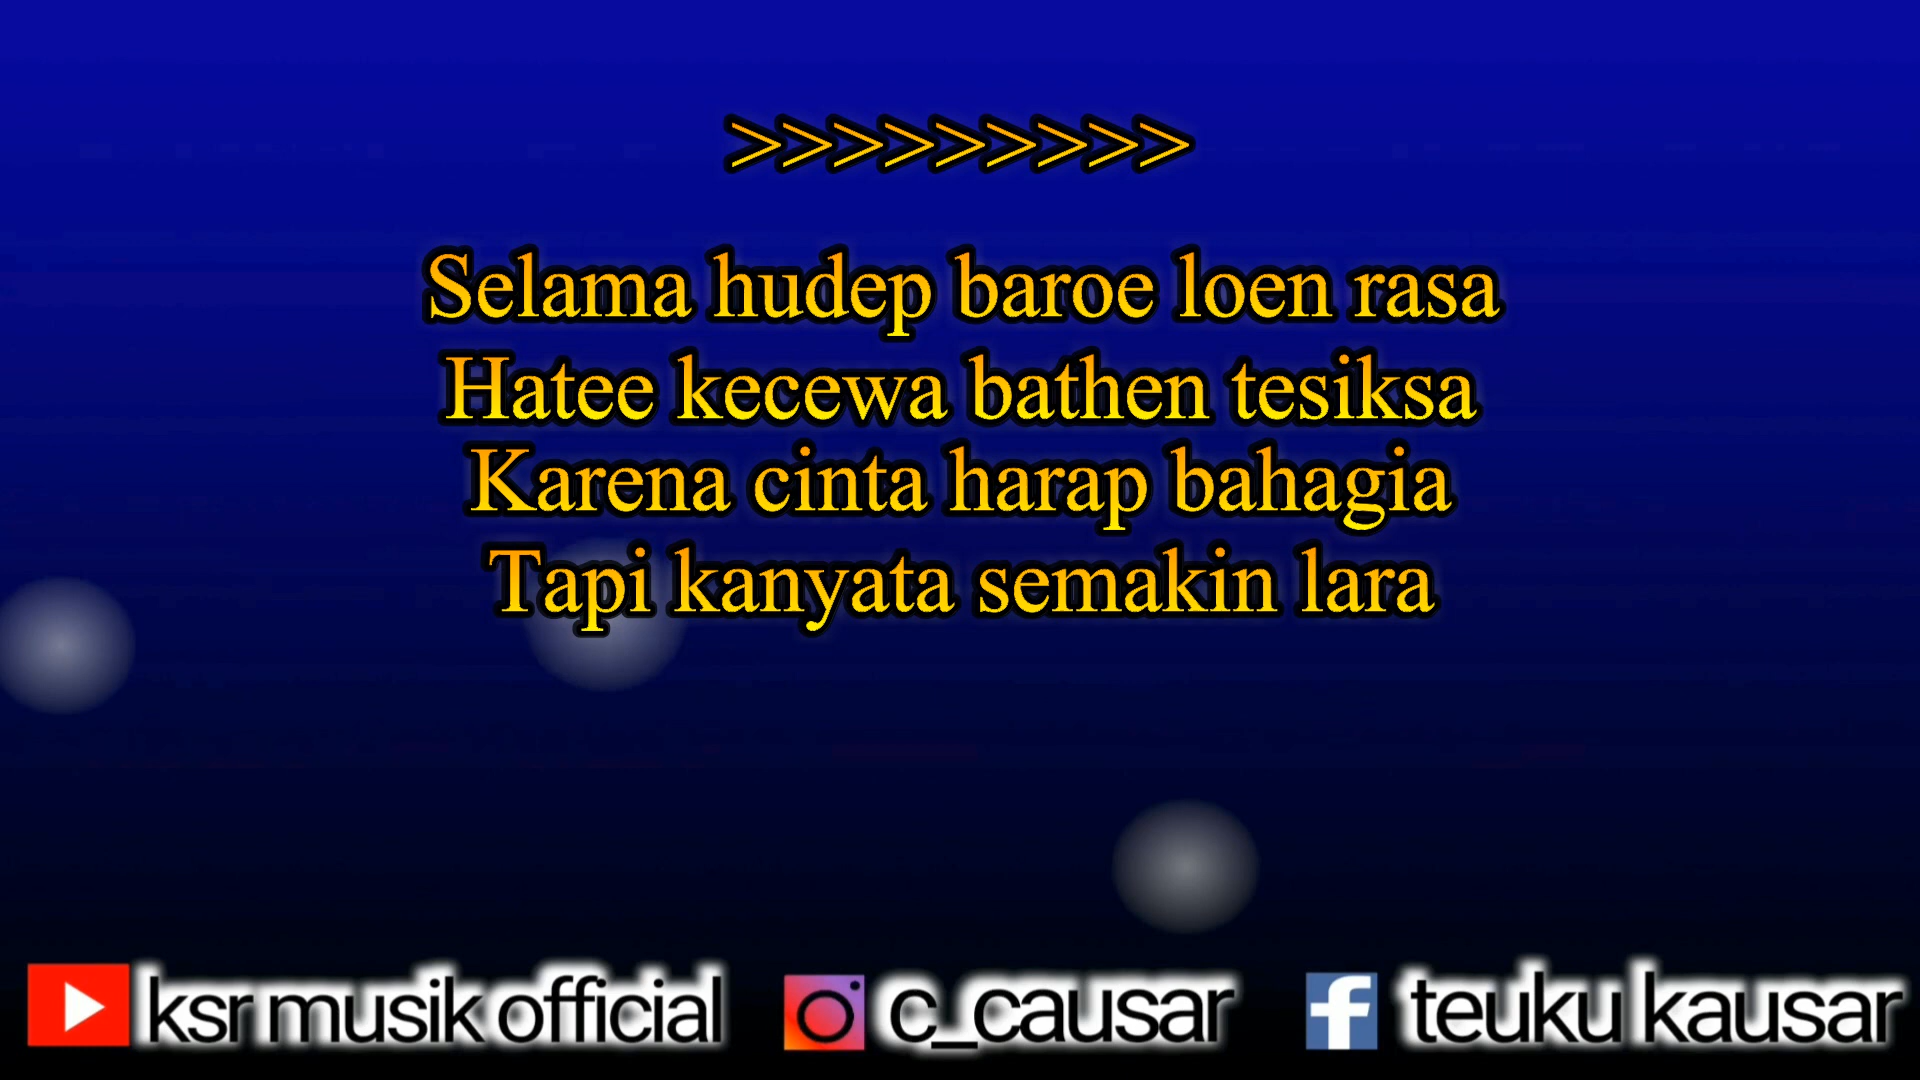 >>>>>>>>>
Selama hudep baroe loen rasa
Hatee kecewa bathen tesiksa
Karena cinta harap bahagia
Tapi kanyata semakin lara
ksr musik official c_causar teuku kausar